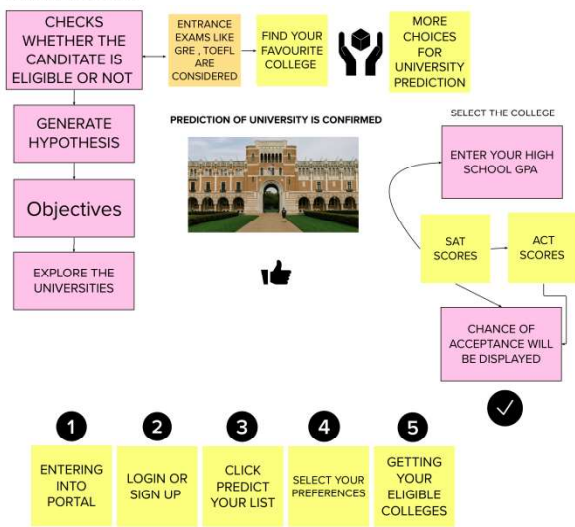 CHECKS
WHETHER THE
CANDITATE IS
ELIGIBLE OR NOT
ENTRANCE
EXAMS LIKE
GRE , TOEFL
ARE
CONSIDERED
FIND YOUR
FAVOURITE
COLLEGE
MORE
CHOICES
FOR
UNIVERSITY
PREDICTION
GENERATE
HYPOTHESIS
Objectives
EXPLORE THE
UNIVERSITIES
PREDICTION OF UNIVERSITY IS CONFIRMED
SELECT THE COLLEGE
ENTER YOUR HIGH
SCHOOL GPA
SAT
SCORES
ACT
SCORES
CHANCE OF
ACCEPTANCE WILL
BE DISPLAYED
1
ENTERING
INTO
PORTAL
2
LOGIN OR
SIGN UP
3
CLICK
PREDICT
YOUR LIST
4
SELECT YOUR
PREFERENCES
5
GETTING
YOUR
ELIGIBLE
COLLEGES